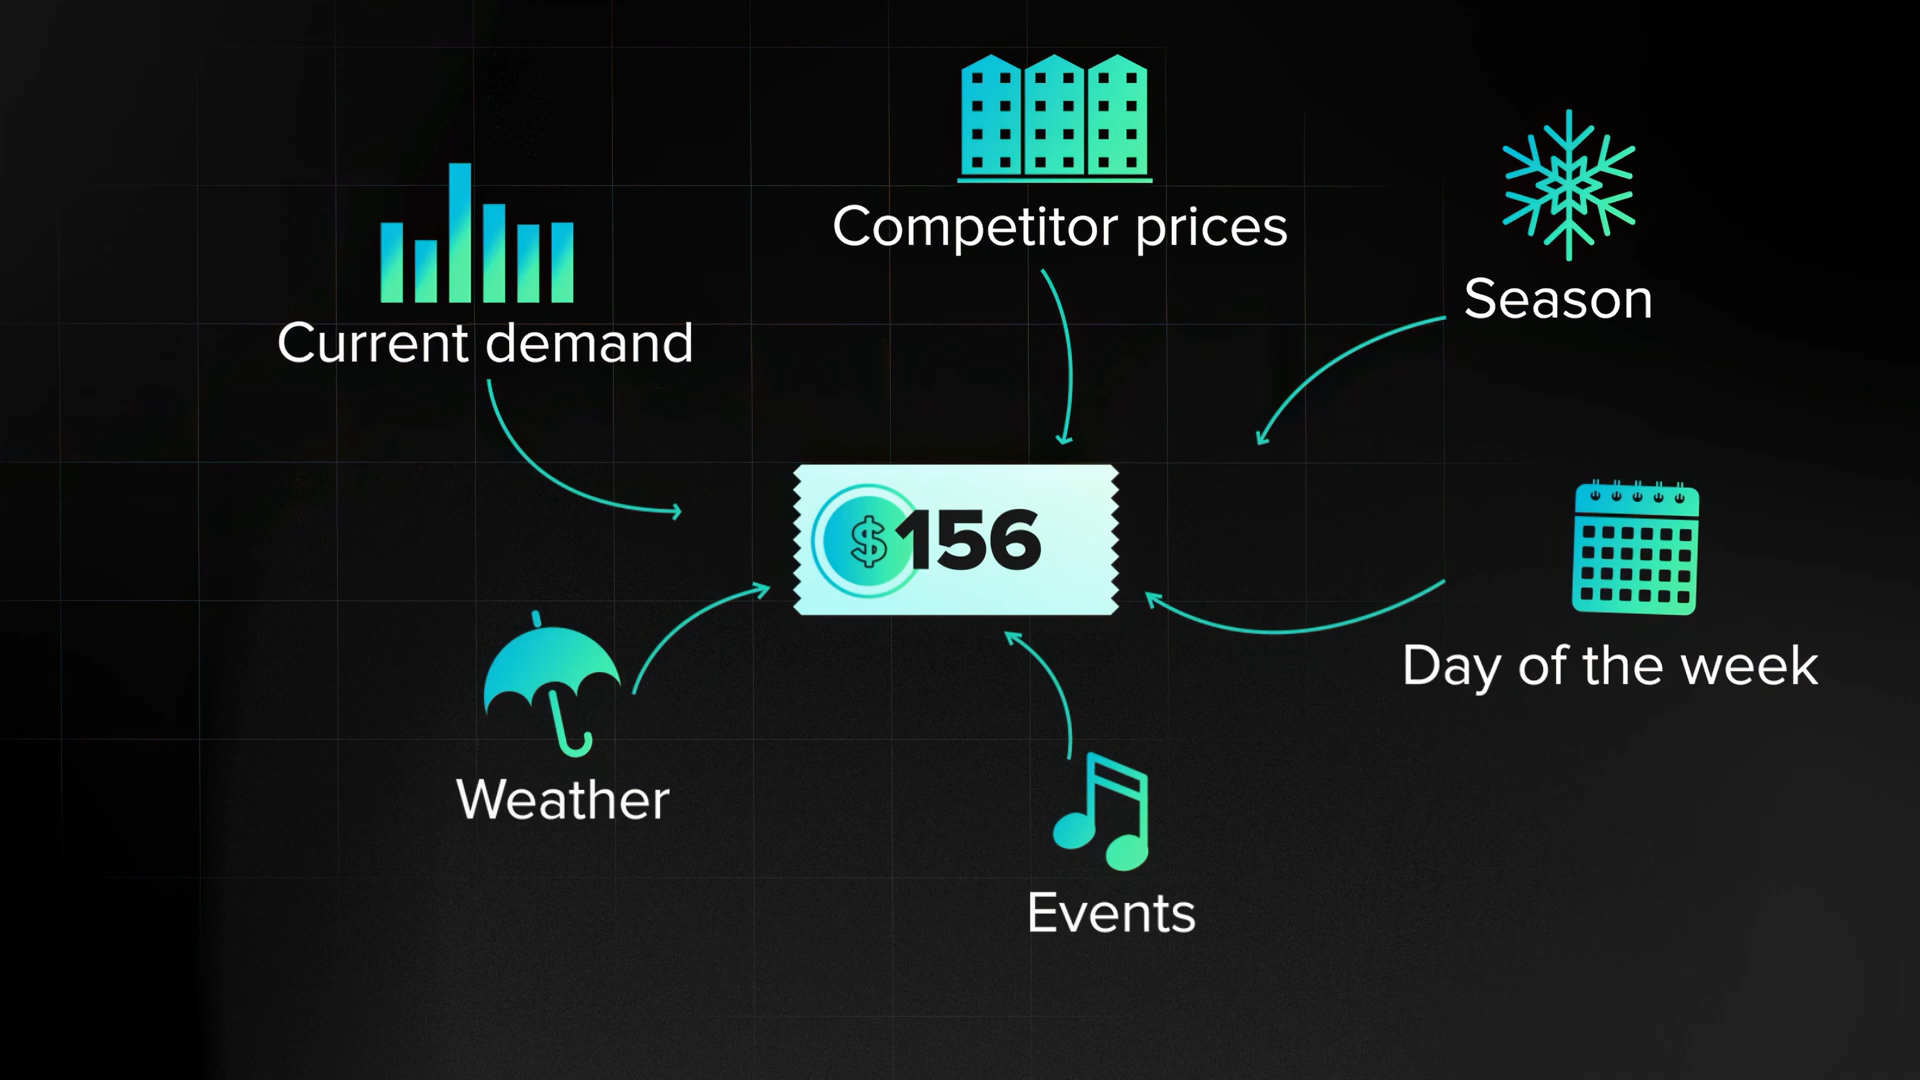 Competitor prices
Season
Current demand
$156
Day of the week
Weather
Events